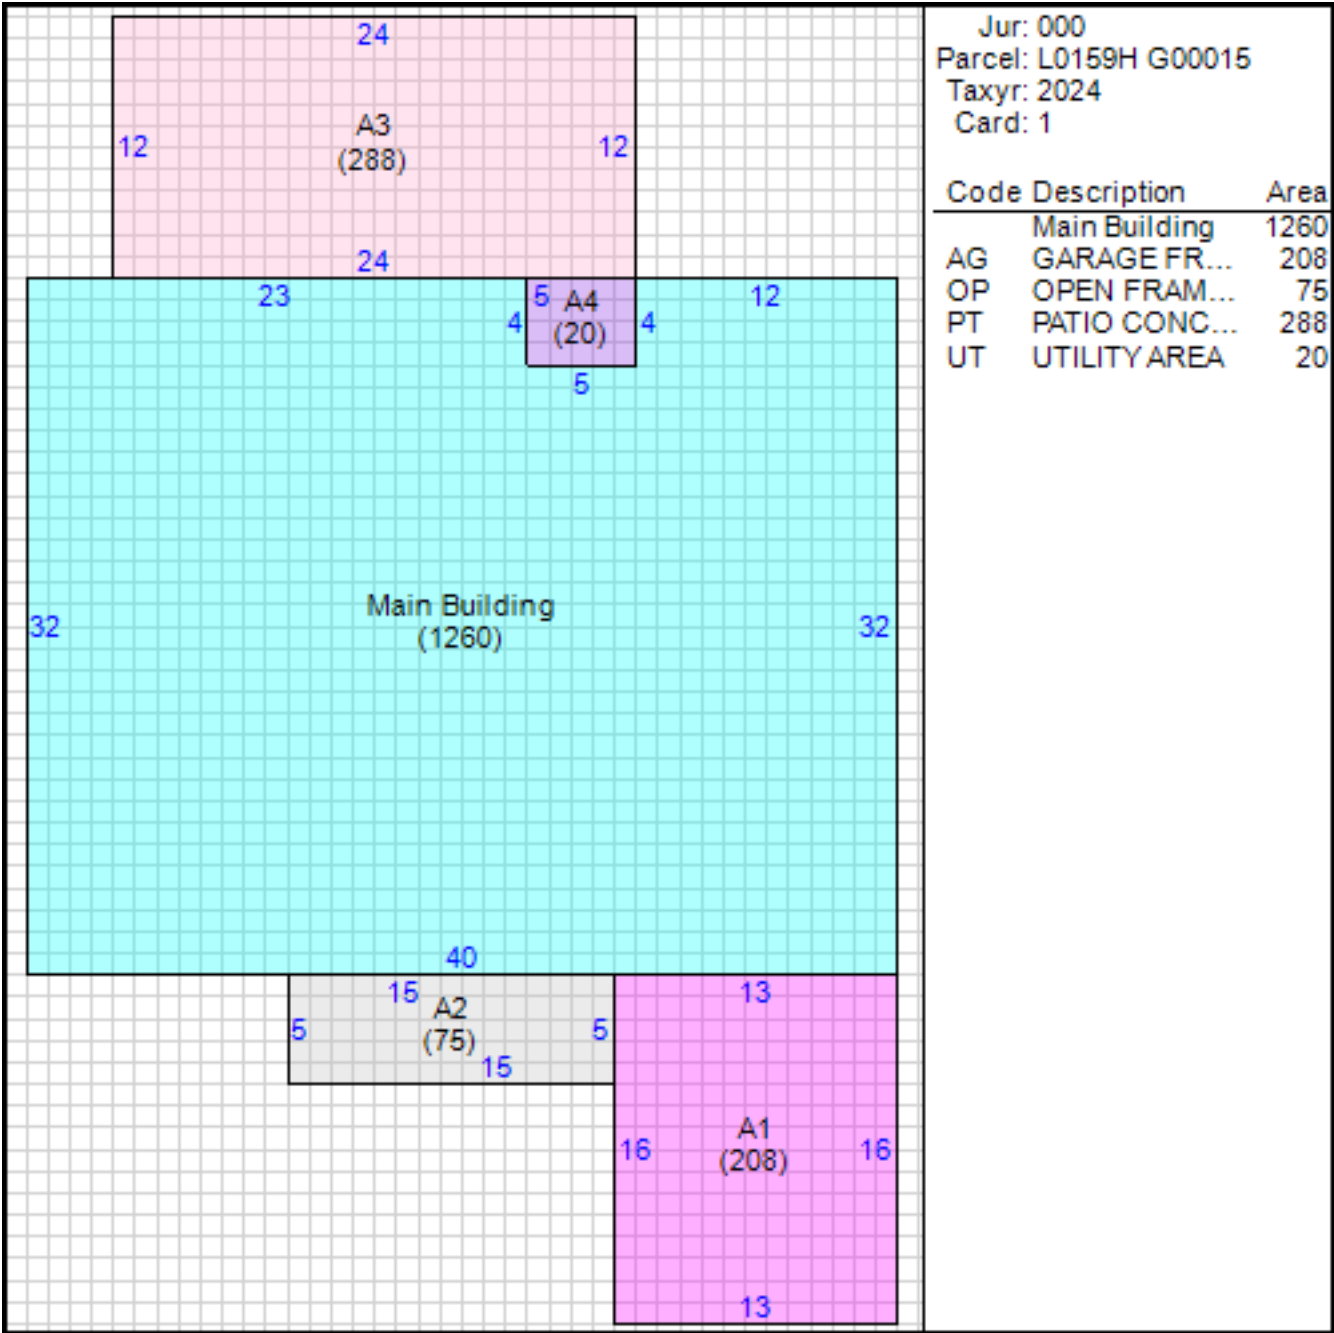 Jur: 000
Parcel: L0159H G00015
Taxyr: 2024
Card: 1
Code Description Area
Main Building 1260
AG GARAGE FR... 208
OP OPEN FRAM... 75
PT PATIO CONC... 288
UT UTILITY AREA 20
24
A3
12 12
(288)
24
23 5 A4 12
4 (20) 4
5
Main Building
32 (1260) 32
40
15 13
A2
5 (75) 5
15
A1
16 (208) 16
13